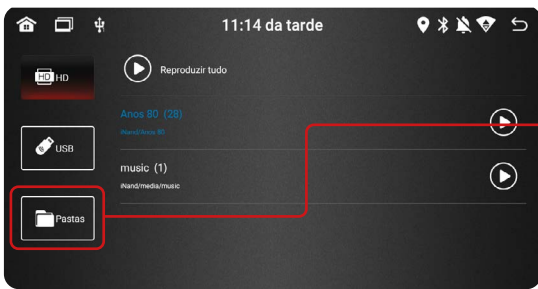 11:14 da tarde
HD HD
Reproduzir tudo
Anos 80 (28)
iNand/Anos 80
USB
music (1)
iNand/media/music
Pastas